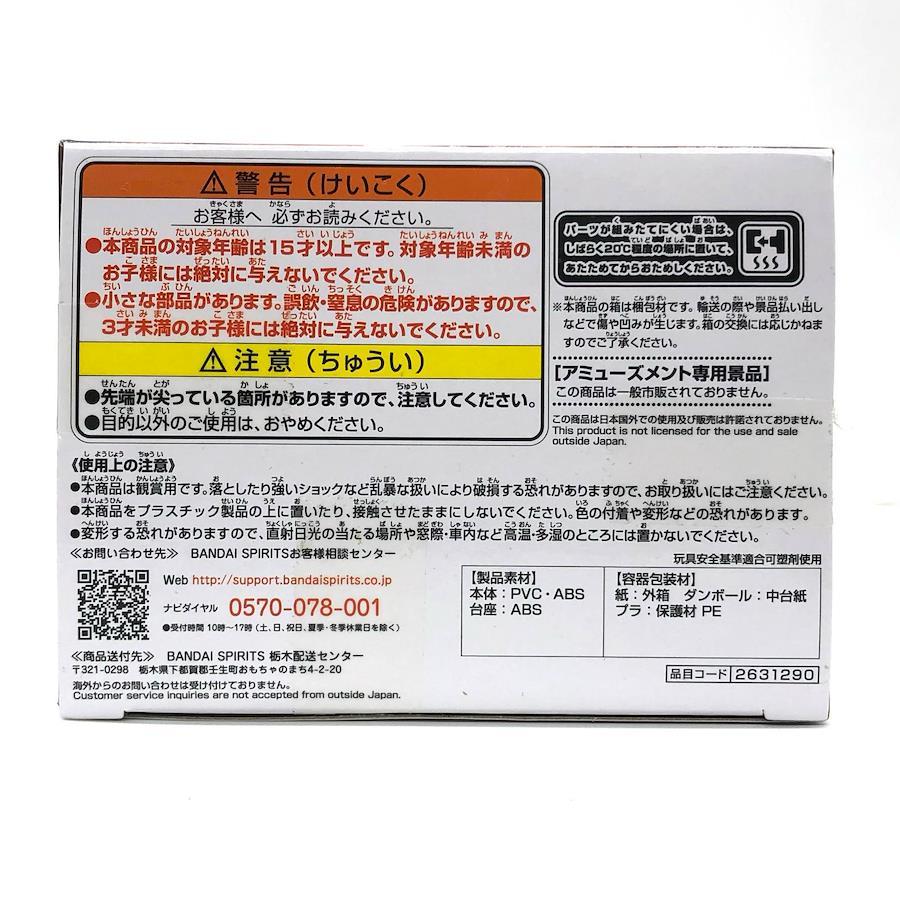 ⚠警告(けいこく)
お客様へ 必ずお読みください。
●本商品の対象年齢は15才以上です。対象年齢未満の
お子様には絶対に与えないでください。
●小さな部品があります。誤飲・窒息の危険がありますので、
3才未満のお子様には絶対に与えないでください。
⚠注意(ちゅうい)
●先端が尖っている箇所がありますので、注意してください。
●目的以外のご使用は、おやめください。
パーツが組みたてにくい場合は、
しばらく20℃程度の場所に置いて、
あたためてからおためしください。
※本商品の箱は梱包材です。輸送の際や景品払い出し
などで傷や凹みが生じます。箱の交換には応じかねま
すのでご了承ください。
【アミューズメント専用景品】
この商品は一般市販されておりません。
この商品は日本国外での使用及び販売は許諾されておりません。
This product is not licensed for the use and sale
outside Japan.
《使用上の注意》
●本商品は観賞用です。落としたり強いショックなど乱暴な扱いにより破損する恐れがありますので、お取り扱いにはご注意ください。
●本商品をプラスチック製品の上に置いたり、接触させたままにしないでください。色の付着や変形などの恐れがあります。
●変形する恐れがありますので、直射日光の当たる場所や窓際・車内など高温・多湿のところには置かないでください。
《お問い合わせ先》 BANDAI SPIRITSお客様相談センター
Web http://support.bandaispirits.co.jp
ナビダイヤル 0570-078-001
●受付時間 10時〜17時(土、日、祝日、夏季・冬季休業日を除く)
《商品送付先》 BANDAI SPIRITS 栃木配送センター
〒321-0298 栃木県下都賀郡壬生町おもちゃのまち4-2-20
海外からのお問い合わせは受け付けておりません。
Customer service inquiries are not accepted from outside Japan.
玩具安全基準適合可塑剤使用
【製品素材】
本体:PVC・ABS
台座:ABS
【容器包装材】
紙:外箱 ダンボール:中台紙
プラ:保護材 PE
品目コード 2631290